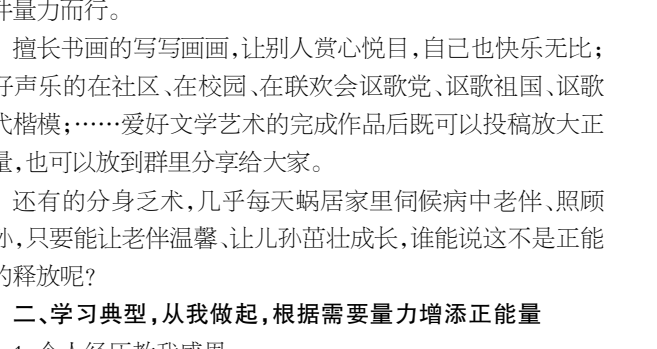 件量力而行。
擅长书画的写写画画,让别人赏心悦目,自己也快乐无比;
好声乐的在社区、在校园、在联欢会讴歌党、讴歌祖国、讴歌
代楷模;……爱好文学艺术的完成作品后既可以投稿放大正
量,也可以放到群里分享给大家。
还有的分身乏术,几乎每天蜗居家里伺候病中老伴、照顾
孙,只要能让老伴温馨、让儿孙茁壮成长,谁能说这不是正能
的释放呢?
二、学习典型,从我做起,根据需要量力增添正能量